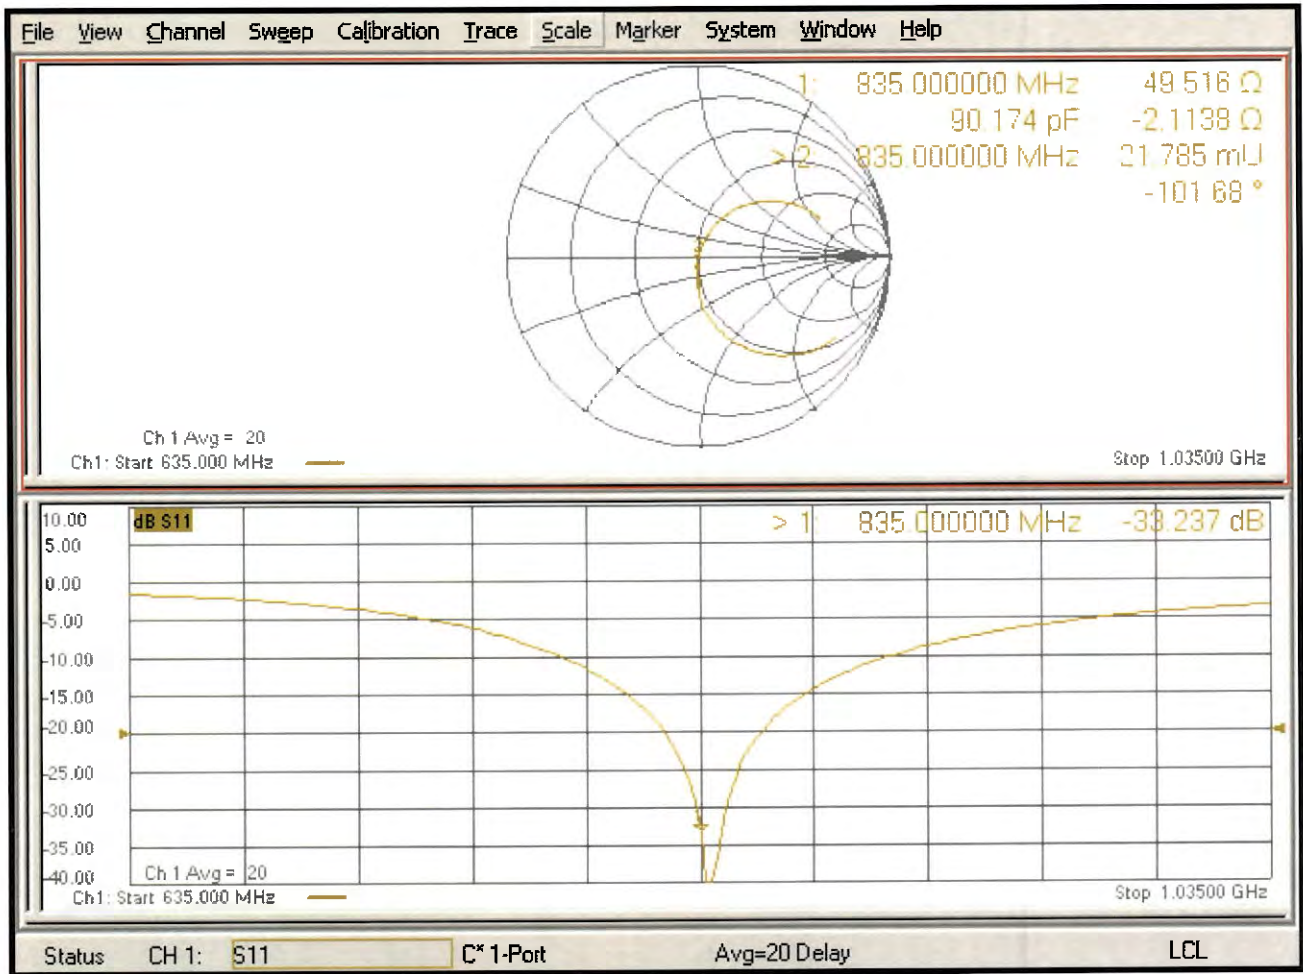 File View Channel Sweep Calibration Trace Scale Marker System Window Help
1: 835.000000 MHz 49.516 Ω
90.174 pF -2.1138 Ω
> 2: 835.000000 MHz 21.785 mU
-101.68 °
Ch 1 Avg = 20
Ch1: Start 635.000 MHz
Stop 1.03500 GHz
10.00
dB S11
> 1: 835.000000 MHz -33.237 dB
5.00
0.00
-5.00
-10.00
-15.00
-20.00
-25.00
-30.00
-35.00
-40.00
Ch 1 Avg = 20
Ch1: Start 635.000 MHz
Stop 1.03500 GHz
Status CH 1: S11 C* 1-Port Avg=20 Delay LCL